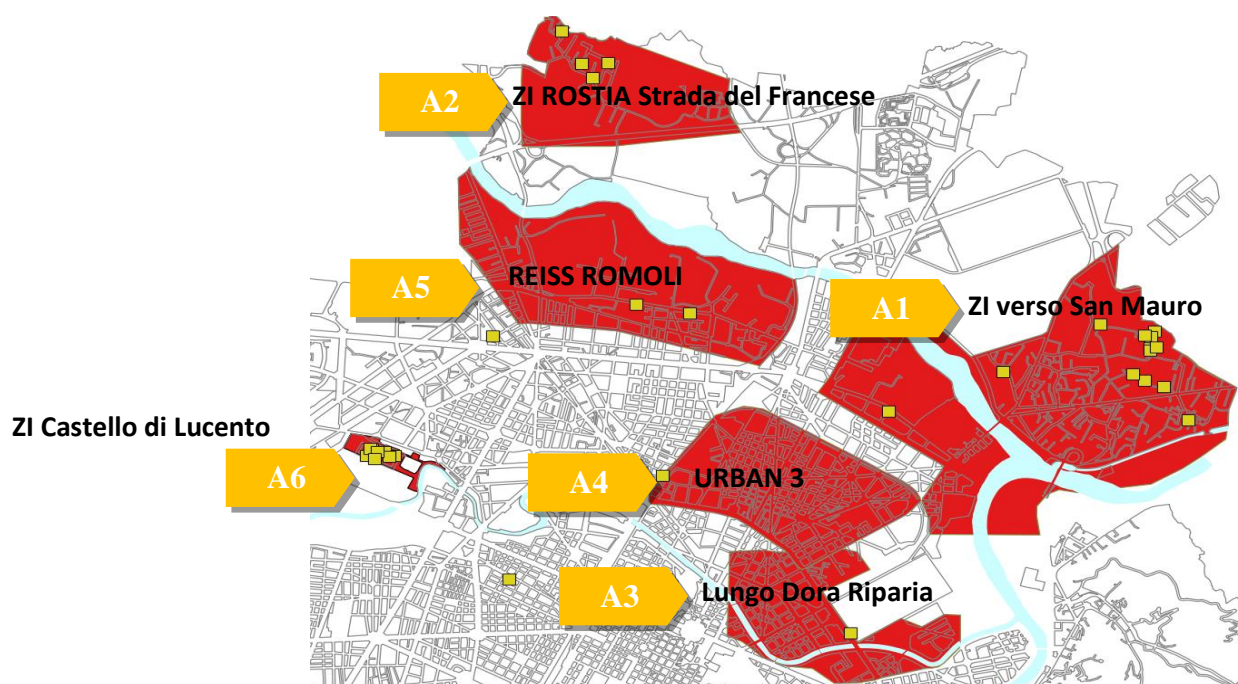 A2 ZI ROSTIA Strada del Francese
A5 REISS ROMOLI
A1 ZI verso San Mauro
ZI Castello di Lucento
A6
A4 URBAN 3
A3 Lungo Dora Riparia